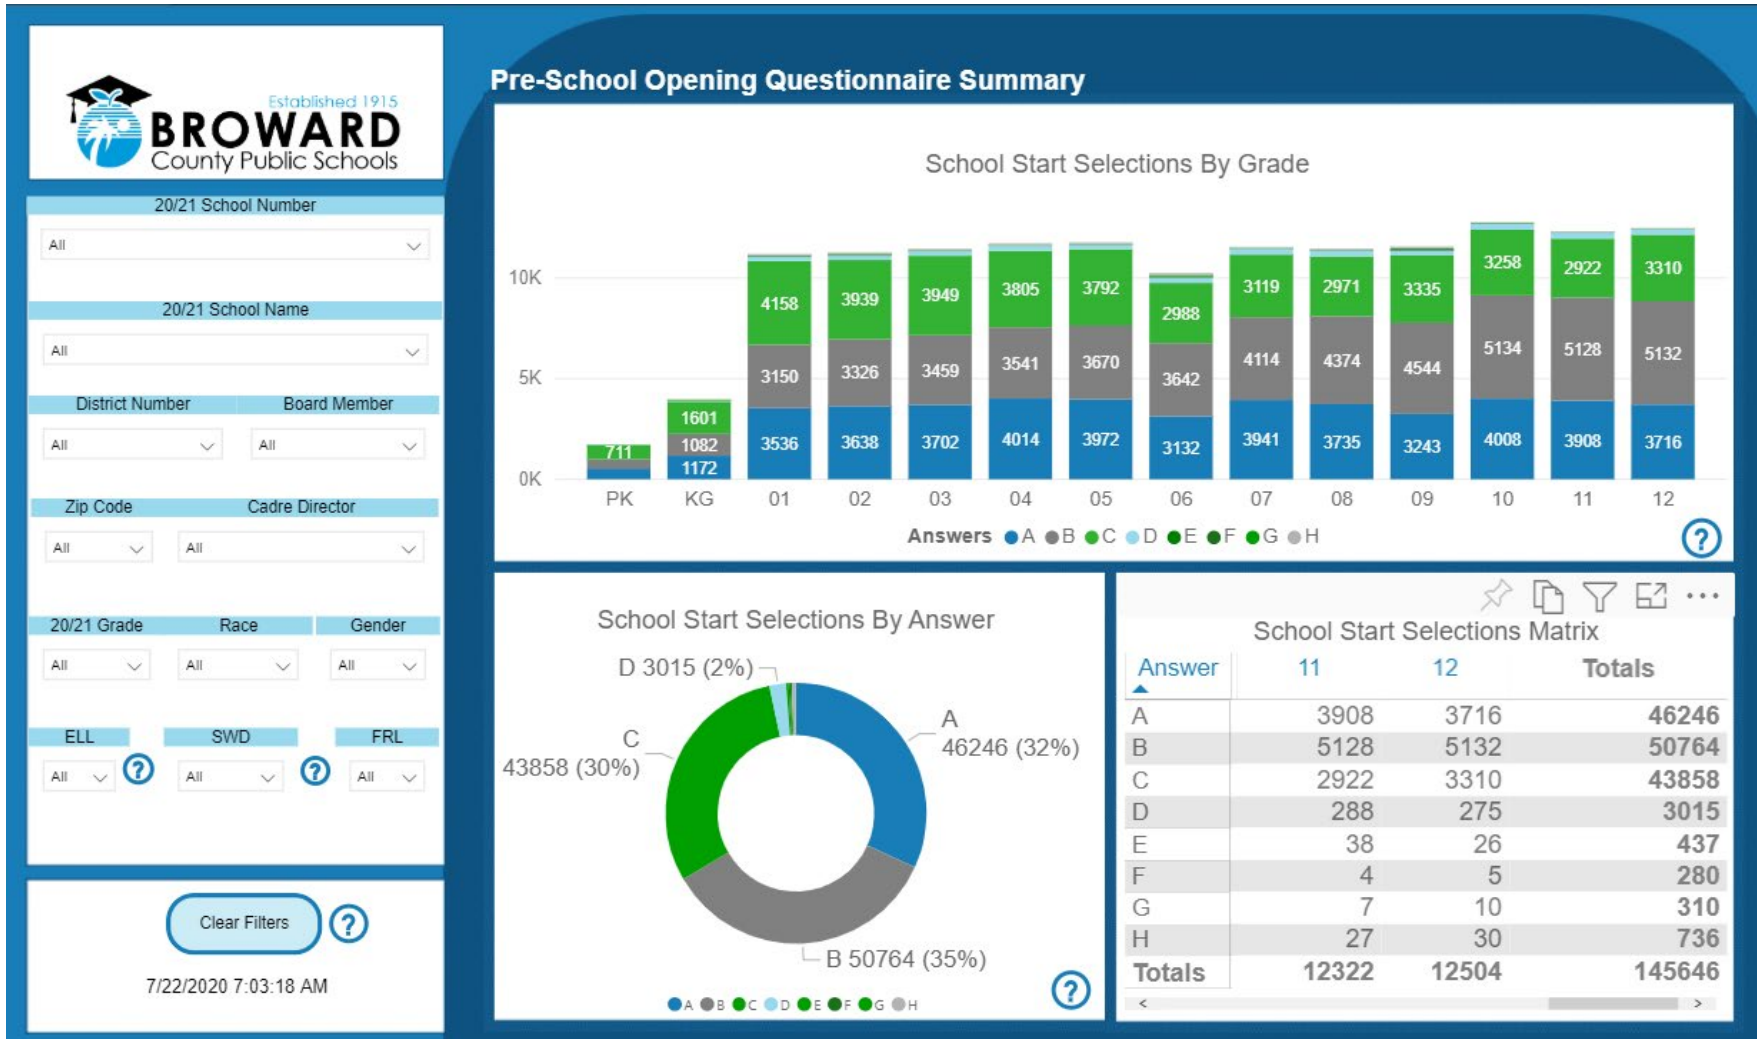 Established 1915
BROWARD
County Public Schools
20/21 School Number
All
20/21 School Name
All
District Number Board Member
All All
Zip Code Cadre Director
All All
20/21 Grade Race Gender
All All All
ELL SWD FRL
All ? All ? All
Clear Filters ?
7/22/2020 7:03:18 AM
Pre-School Opening Questionnaire Summary
School Start Selections By Grade
10K
5K
0K
711
1601
1082
1172
4158
3150
3536
3939
3326
3638
3949
3459
3702
3805
3541
4014
3792
3670
3972
2988
3642
3132
3119
4114
3941
2971
4374
3735
3335
4544
3243
3258
5134
4008
2922
5128
3908
3310
5132
3716
PK KG 01 02 03 04 05 06 07 08 09 10 11 12
Answers A B C D E F G H
?
School Start Selections By Answer
D 3015 (2%)
A
46246 (32%)
C
43858 (30%)
B 50764 (35%)
A B C D E F G H
?
School Start Selections Matrix
Answer 11 12 Totals
A 3908 3716 46246
B 5128 5132 50764
C 2922 3310 43858
D 288 275 3015
E 38 26 437
F 4 5 280
G 7 10 310
H 27 30 736
Totals 12322 12504 145646